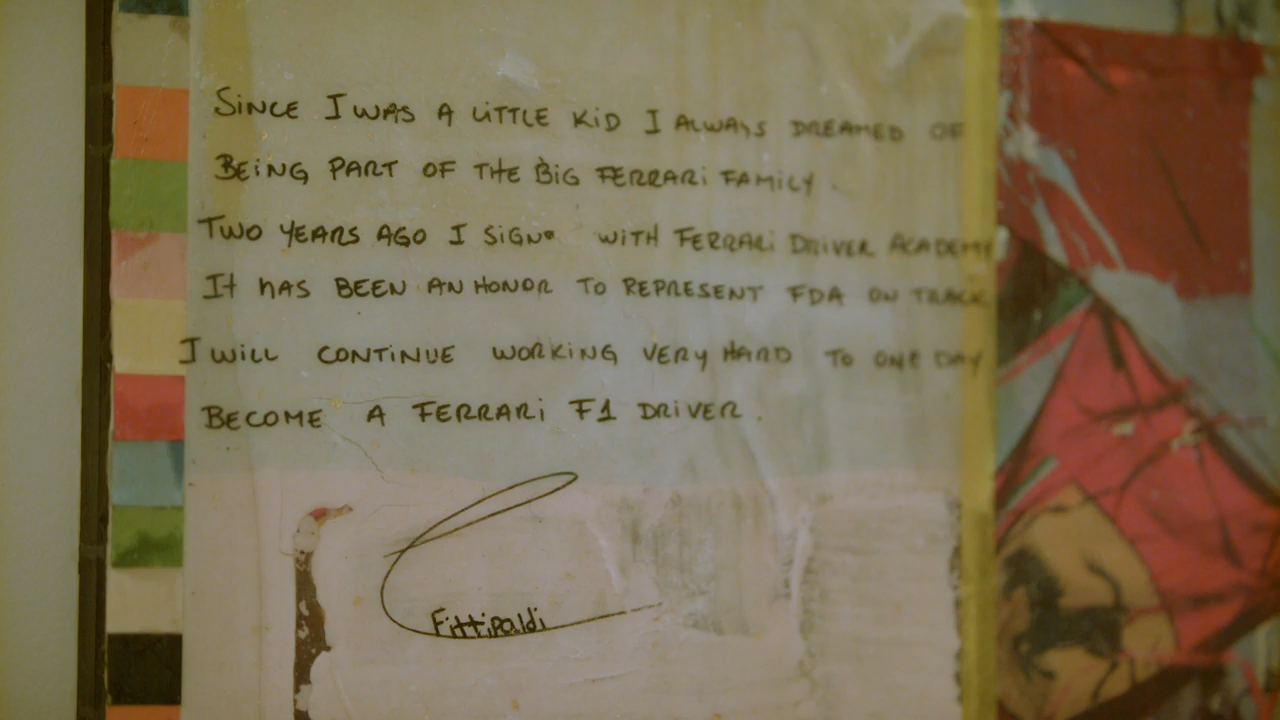 SINCE I WAS A LITTLE KID I ALWAYS DREAMED OF
BEING PART OF THE BIG FERRARI FAMILY.
TWO YEARS AGO I SIGN WITH FERRARI DRIVER ACADEMY
It HAS BEEN AN HONOR TO REPRESENT FDA ON TRACK
I WILL CONTINUE WORKING VERY HARD TO ONE DAY
BECOME A FERRARI F1 DRIVER.
Fittipaldi